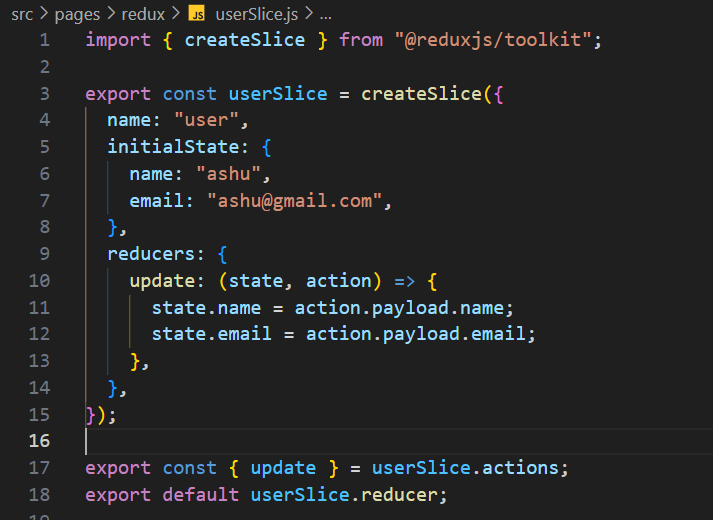 src > pages > redux > JS userSlice.js > ...
1 import { createSlice } from "@reduxjs/toolkit";
2
3 export const userSlice = createSlice({
4   name: "user",
5   initialState: {
6     name: "ashu",
7     email: "ashu@gmail.com",
8   },
9   reducers: {
10     update: (state, action) => {
11       state.name = action.payload.name;
12       state.email = action.payload.email;
13     },
14   },
15 });
16
17 export const { update } = userSlice.actions;
18 export default userSlice.reducer;